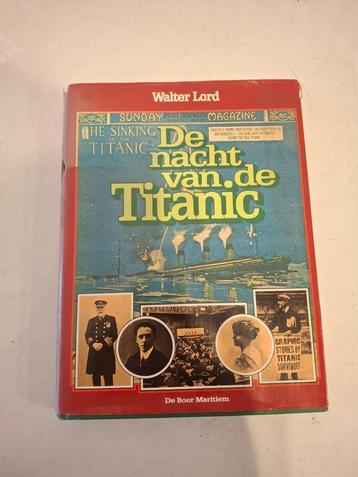 Walter Lord
SUNDAY MAGAZINE
THE SINKING
OF THE
TITANIC
De
nacht
van de
Titanic
GRAPHIC
STORIES BY
TITANIC
SURVIVORS
De Boer Maritiem